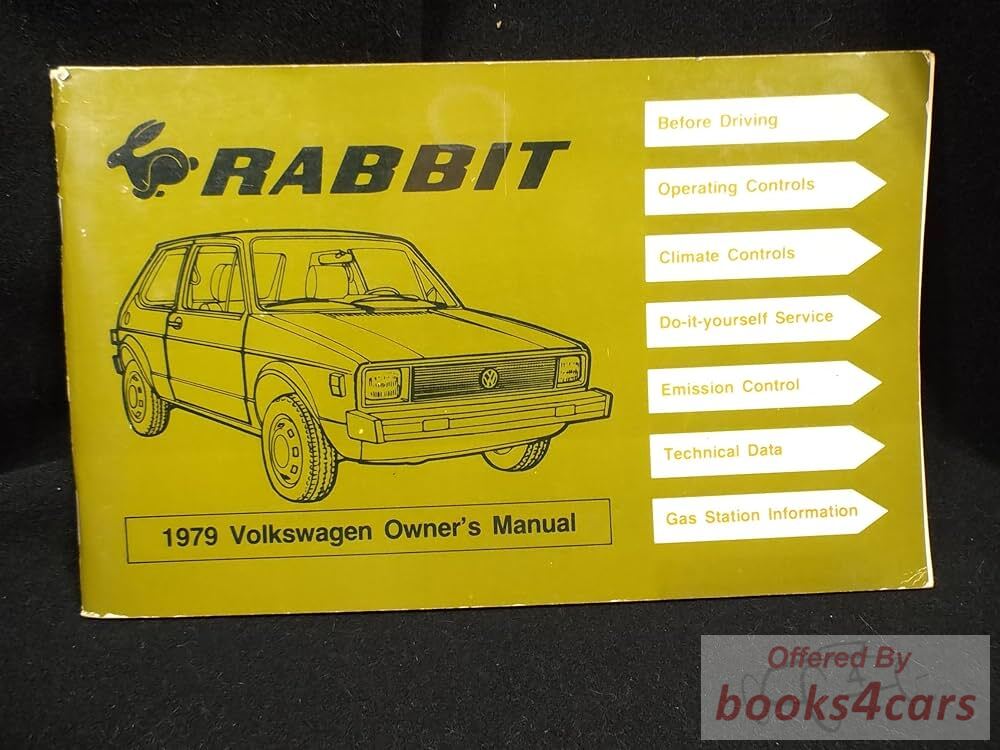 RABBIT
1979 Volkswagen Owner's Manual
Before Driving
Operating Controls
Climate Controls
Do-it-yourself Service
Emission Control
Technical Data
Gas Station Information
Offered By
books4cars